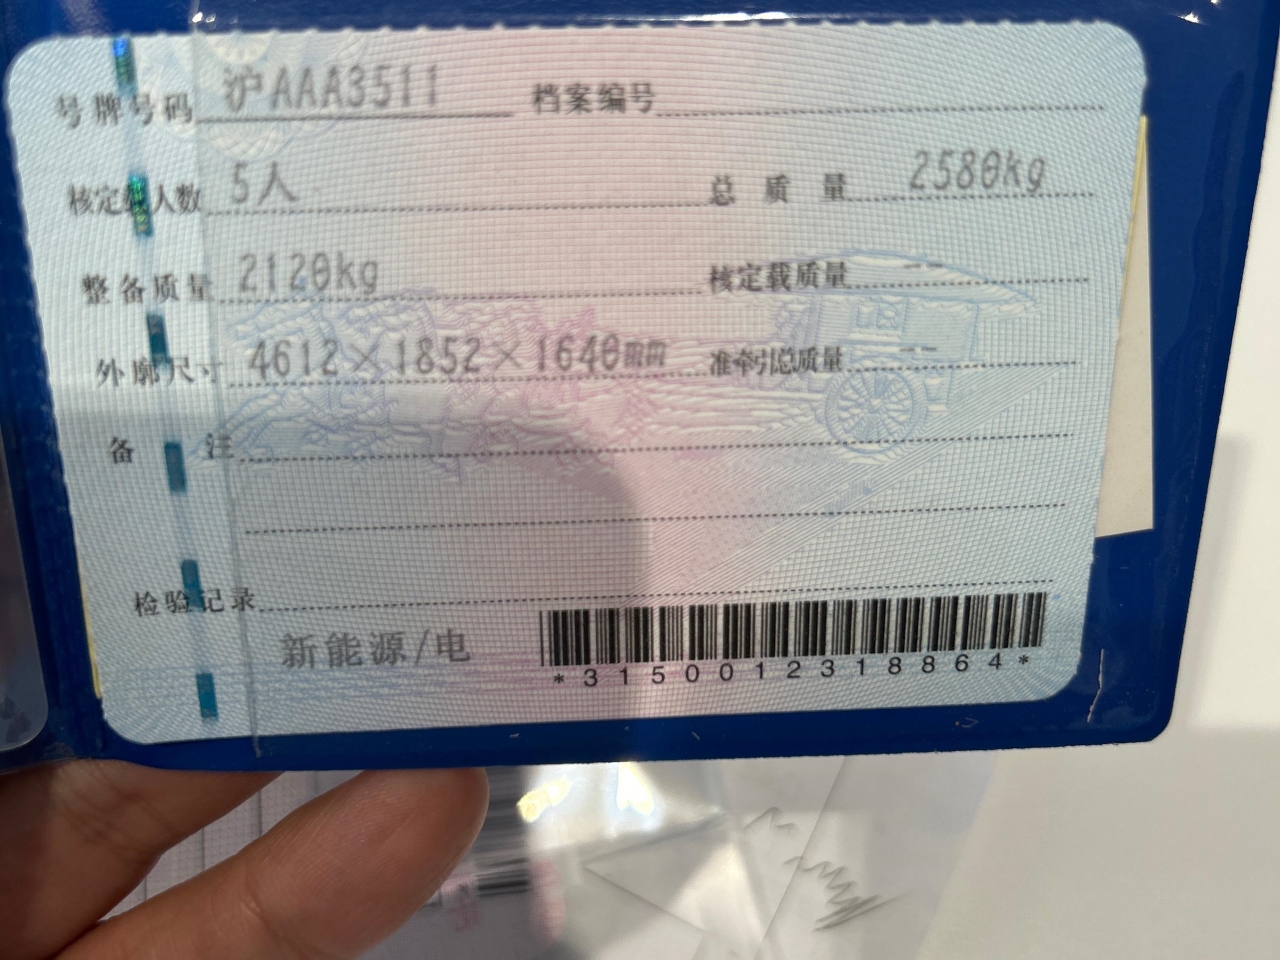 号牌号码 沪AAA3511 档案编号
核定载人数 5人 总质量 2580kg
整备质量 2120kg 核定载质量 --
外廓尺寸 4612×1852×1640mm 准牵引总质量 --
备注
检验记录
新能源/电
*3150012318864*